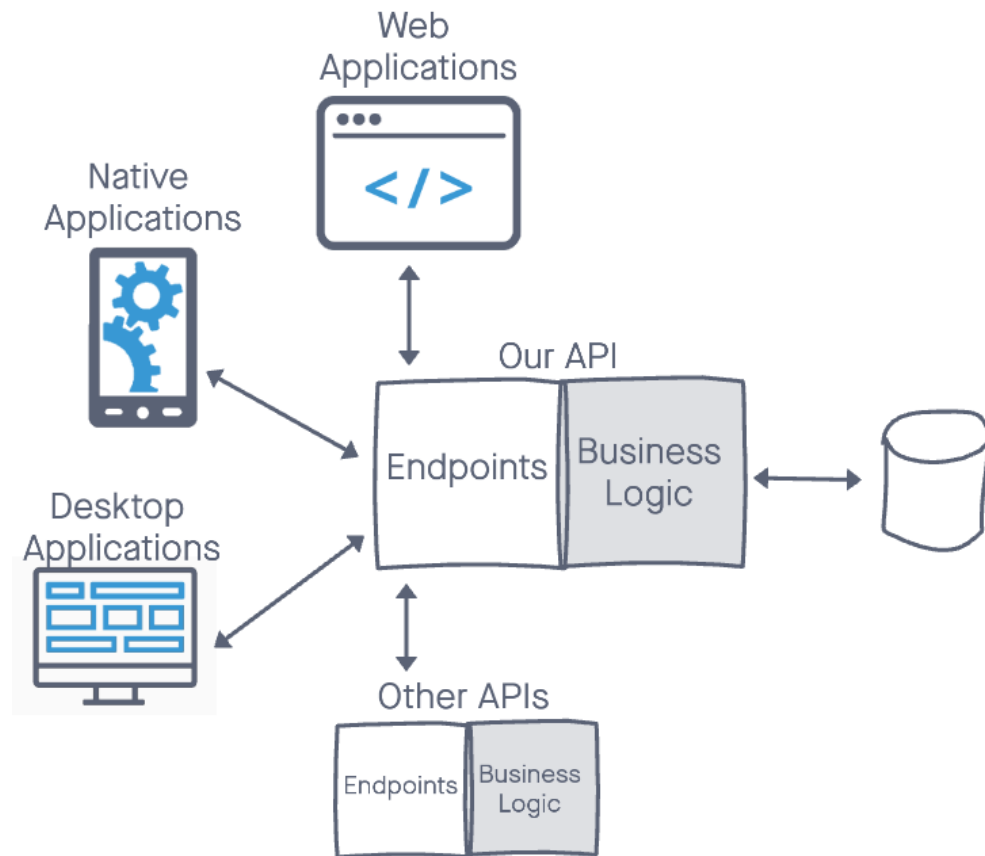 Web
Applications
</>
Native
Applications
Our API
Endpoints
Business
Logic
Desktop
Applications
Other APIs
Endpoints
Business
Logic